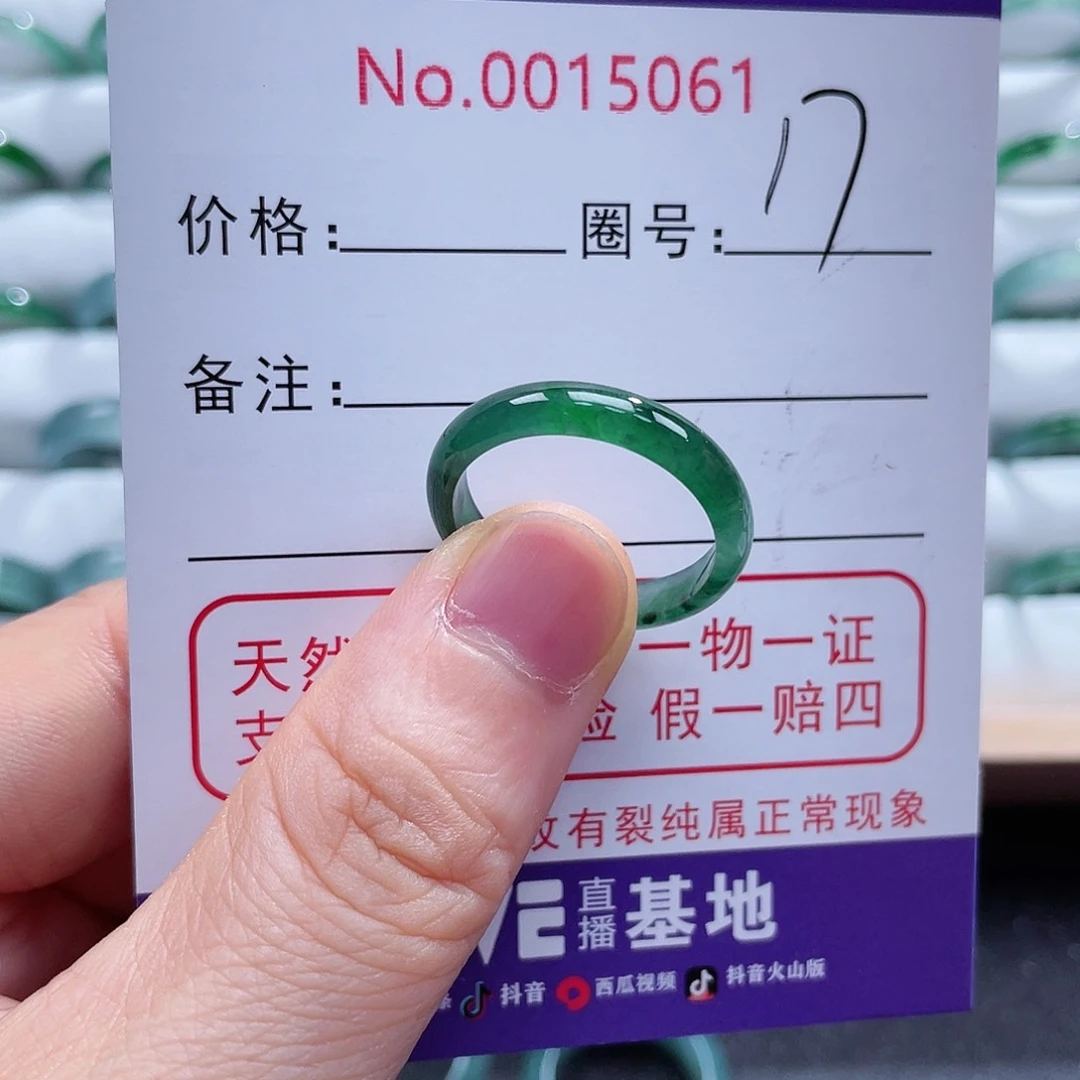 No.0015061
价格: 圈号: 17
备注:
天然 一物一证
支 验 假一赔四
有裂纯属正常现象
VE 直播 基地
抖音 西瓜视频 抖音火山版